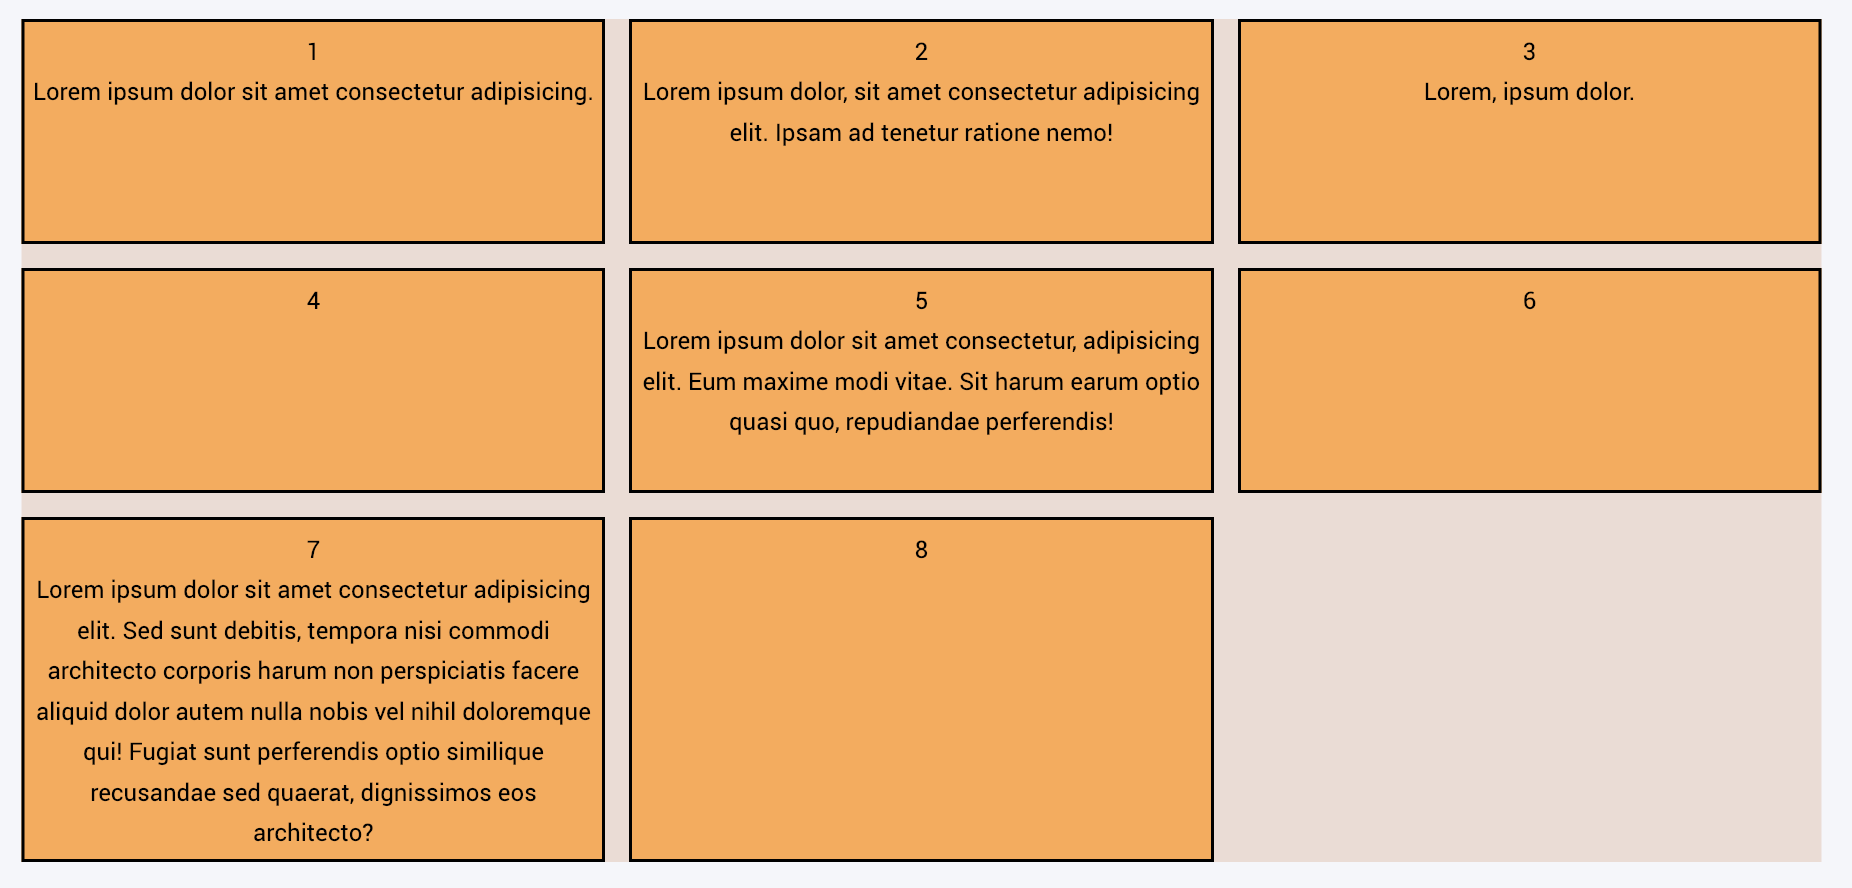 1
Lorem ipsum dolor sit amet consectetur adipisicing.
2
Lorem ipsum dolor, sit amet consectetur adipisicing
elit. Ipsam ad tenetur ratione nemo!
3
Lorem, ipsum dolor.
4
5
Lorem ipsum dolor sit amet consectetur, adipisicing
elit. Eum maxime modi vitae. Sit harum earum optio
quasi quo, repudiandae perferendis!
6
7
Lorem ipsum dolor sit amet consectetur adipisicing
elit. Sed sunt debitis, tempora nisi commodi
architecto corporis harum non perspiciatis facere
aliquid dolor autem nulla nobis vel nihil doloremque
qui! Fugiat sunt perferendis optio similique
recusandae sed quaerat, dignissimos eos
architecto?
8